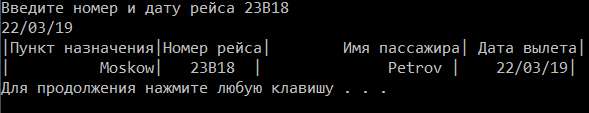 Введите номер и дату рейса 23B18
22/03/19
|Пункт назначения|Номер рейса|         Имя пассажира| Дата вылета|
|            Moskow|   23B18  |                Petrov |    22/03/19|
Для продолжения нажмите любую клавишу . . .